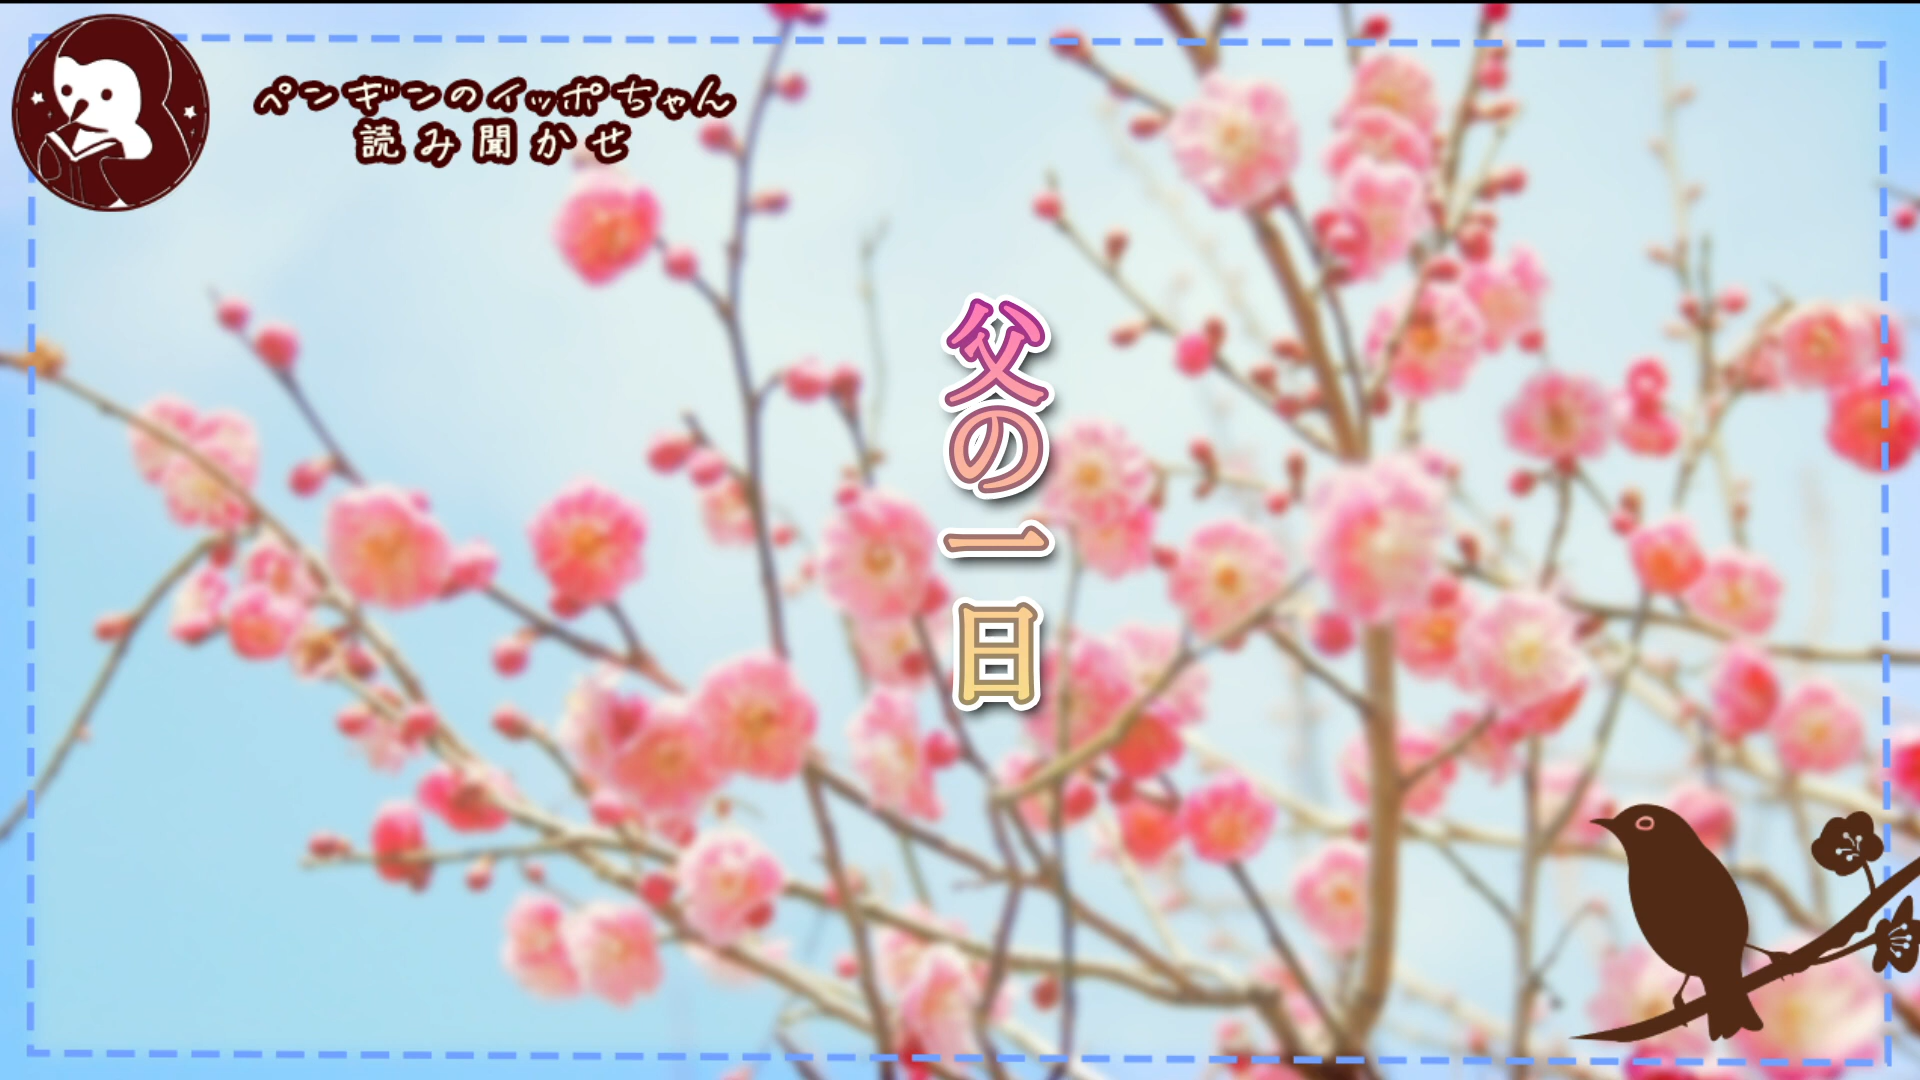 ペンギンのイッポちゃん
読み聞かせ
父の一日